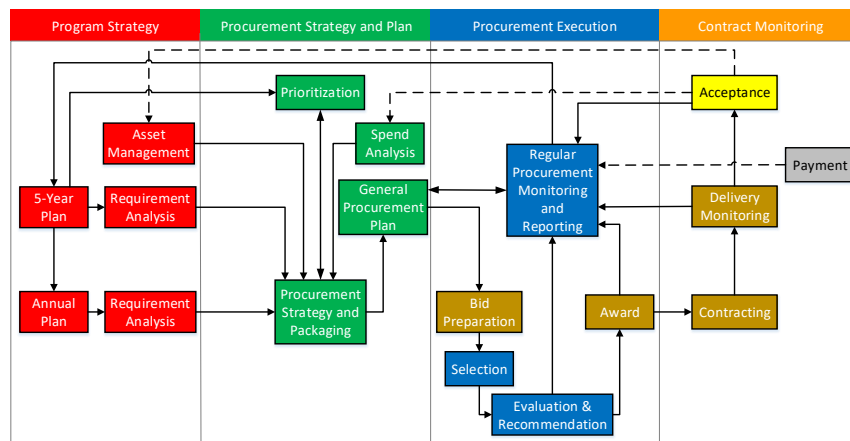 Program Strategy
Procurement Strategy and Plan
Procurement Execution
Contract Monitoring
Prioritization
Acceptance
Asset
Management
Spend
Analysis
Regular
Procurement
Monitoring
and
Reporting
Payment
5-Year
Plan
Requirement
Analysis
General
Procurement
Plan
Delivery
Monitoring
Annual
Plan
Requirement
Analysis
Procurement
Strategy and
Packaging
Bid
Preparation
Award
Contracting
Selection
Evaluation &
Recommendation